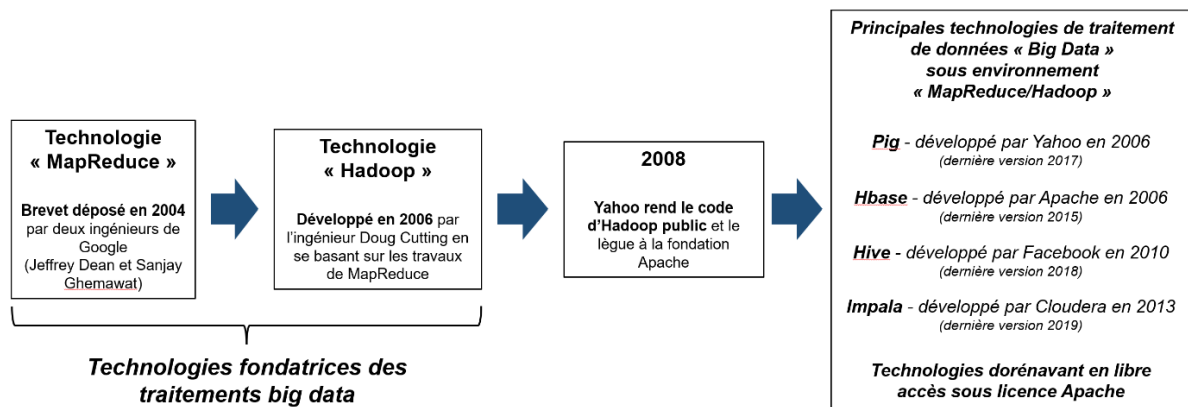 Technologie
« MapReduce »
Brevet déposé en 2004
par deux ingénieurs de
Google
(Jeffrey Dean et Sanjay
Ghemawat)
Technologie
« Hadoop »
Développé en 2006 par
l'ingénieur Doug Cutting en
se basant sur les travaux
de MapReduce
Technologies fondatrices des
traitements big data
2008
Yahoo rend le code
d'Hadoop public et le
lègue à la fondation
Apache
Principales technologies de traitement
de données « Big Data »
sous environnement
« MapReduce/Hadoop »
Pig - développé par Yahoo en 2006
(dernière version 2017)
Hbase - développé par Apache en 2006
(dernière version 2015)
Hive - développé par Facebook en 2010
(dernière version 2018)
Impala - développé par Cloudera en 2013
(dernière version 2019)
Technologies dorénavant en libre
accès sous licence Apache